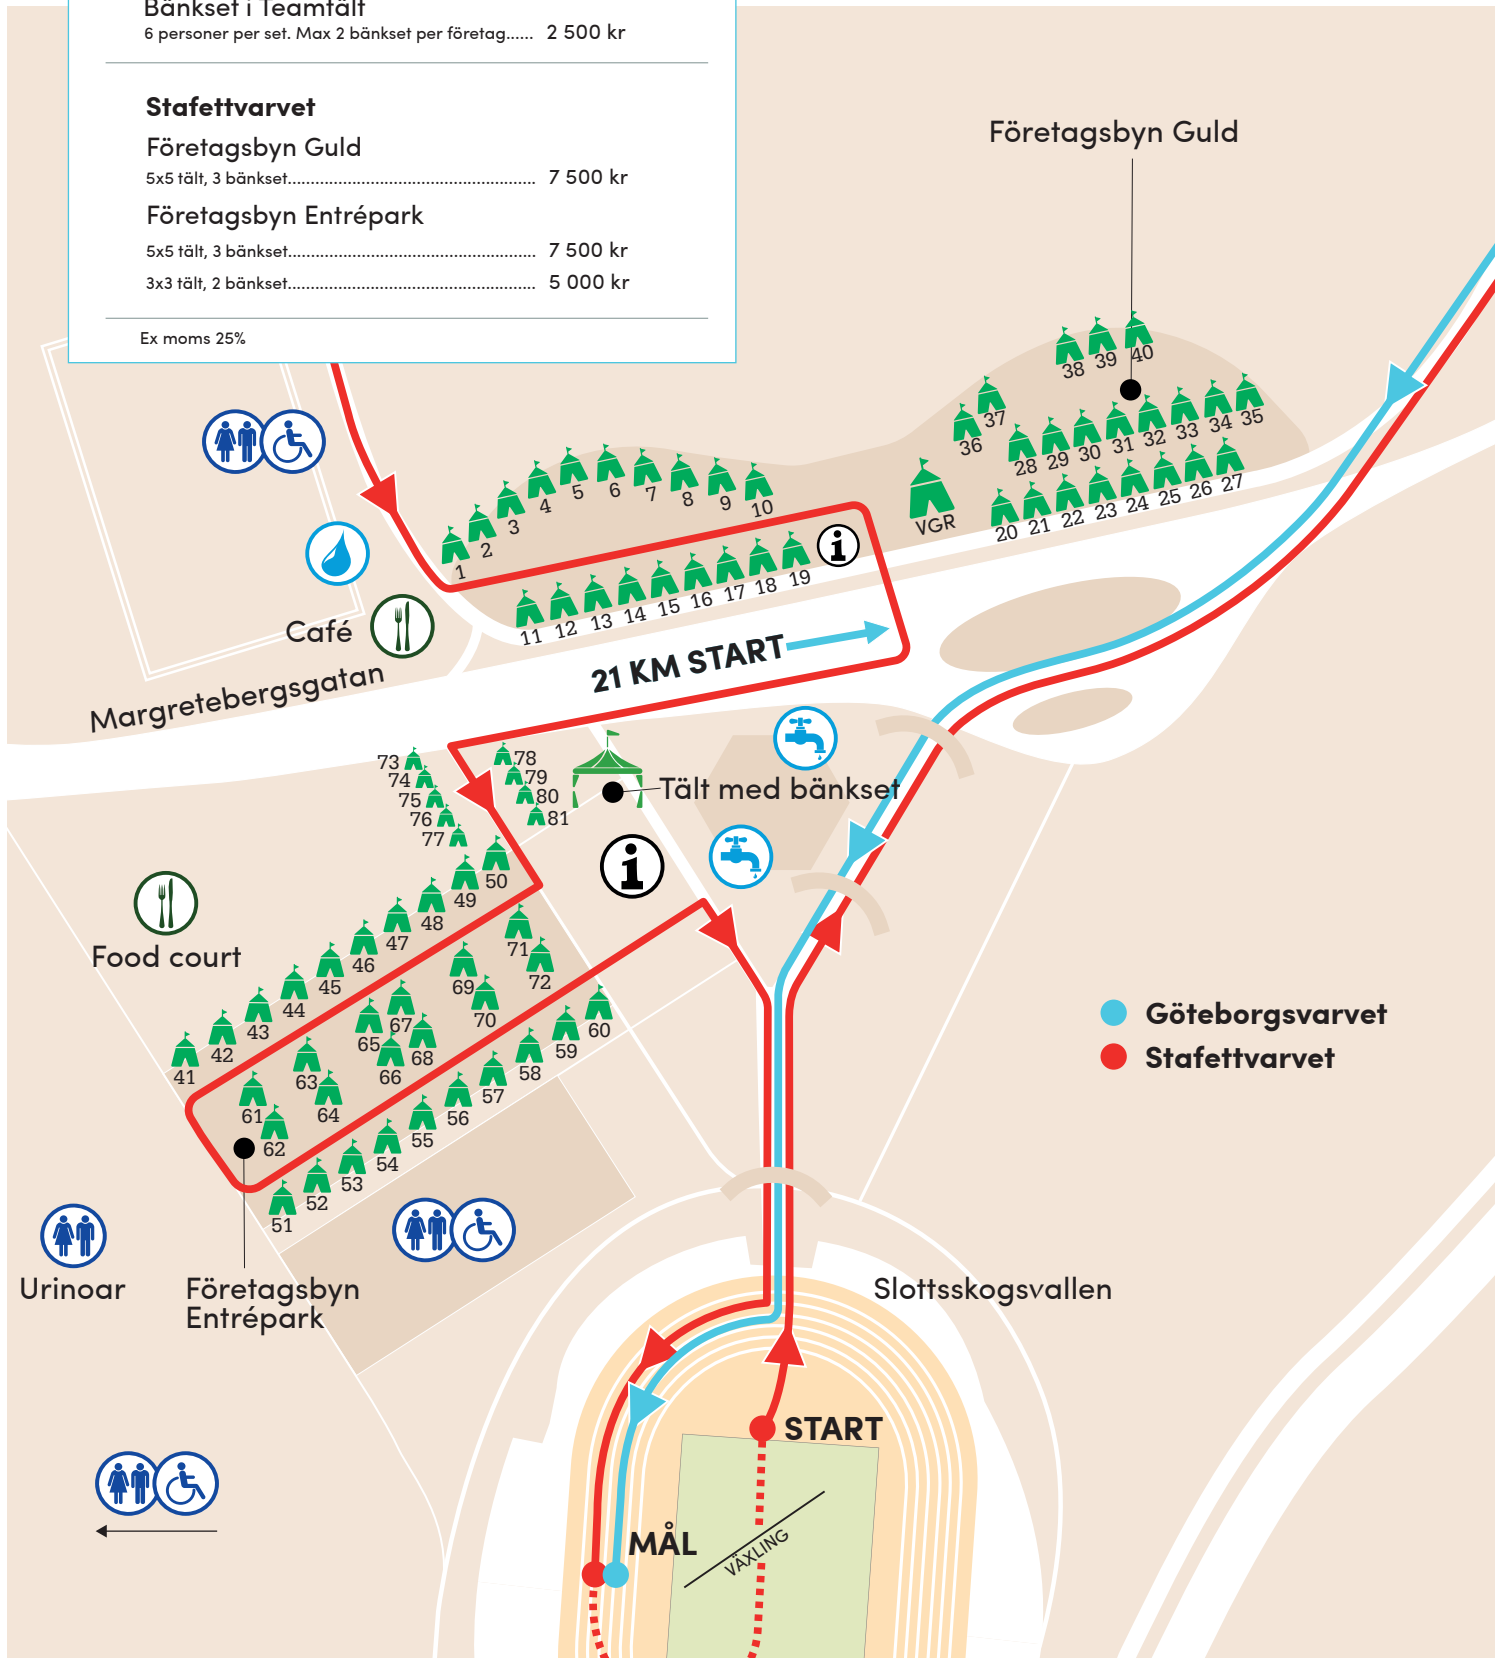 Bänkset i Teamtält
6 personer per set. Max 2 bänkset per företag...... 2 500 kr
Stafettvarvet
Företagsbyn Guld
5x5 tält, 3 bänkset...................................................... 7 500 kr
Företagsbyn Entrépark
5x5 tält, 3 bänkset...................................................... 7 500 kr
3x3 tält, 2 bänkset...................................................... 5 000 kr
Ex moms 25%
Företagsbyn Guld
38 39 40
37
36
28 29 30 31 32 33 34 35
VGR
20 21 22 23 24 25 26 27
1 2 3 4 5 6 7 8 9 10
11 12 13 14 15 16 17 18 19
i
Café
21 KM START
Margretebergsgatan
73
74
75
76
77
78
79
80
81
Tält med bänkset
i
Food court
41 42 43 44 45 46 47 48 49 50
71
72
69
70
67
65
68
66
63
64
61
62
51 52 53 54 55 56 57 58 59 60
Göteborgsvarvet
Stafettvarvet
Urinoar
Företagsbyn
Entrépark
Slottsskogsvallen
START
MÅL
VÄXLING